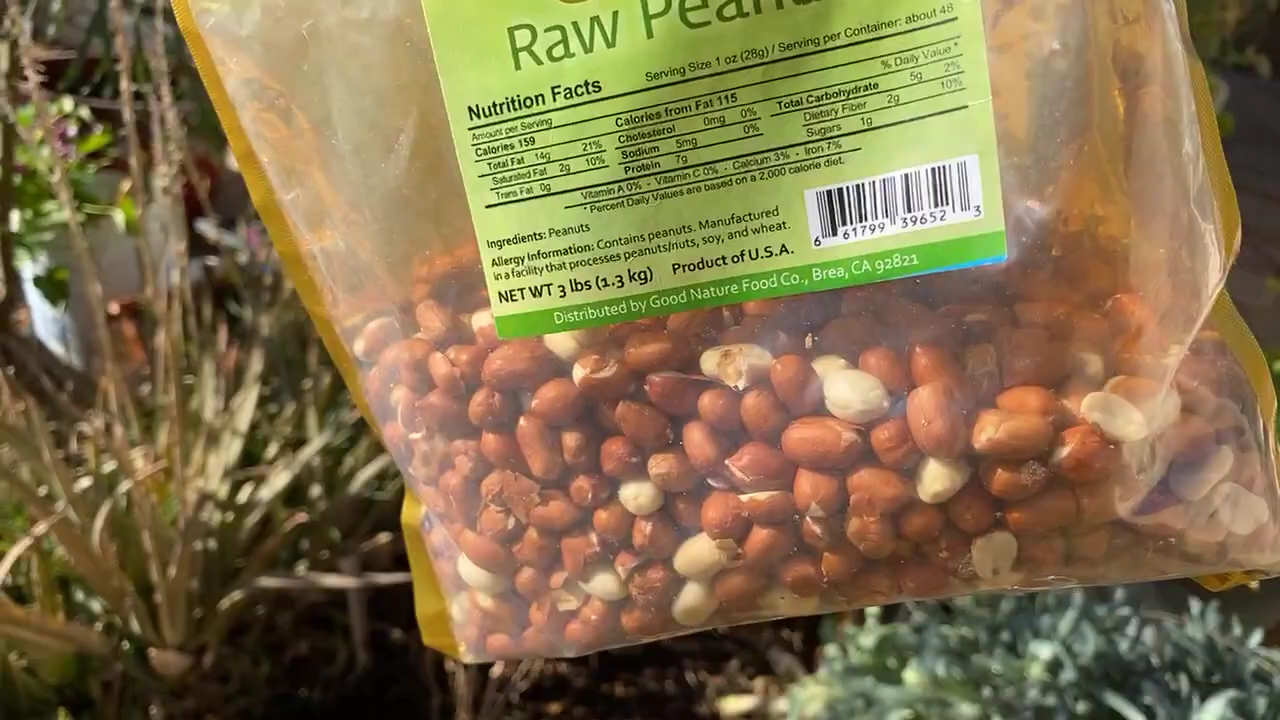 Raw Peanu
Nutrition Facts Serving Size 1 oz (28g) / Serving per Container: about 48
Amount per Serving % Daily Value*
Calories 159 Calories from Fat 115 Total Carbohydrate 5g 2%
Total Fat 14g 21% Cholesterol 0mg 0% Dietary Fiber 2g 10%
Saturated Fat 2g 10% Sodium 5mg 0% Sugars 1g
Trans Fat 0g Protein 7g
Vitamin A 0% · Vitamin C 0% · Calcium 3% · Iron 7%
*Percent Daily Values are based on a 2,000 calorie diet.
Ingredients: Peanuts
Allergy Information: Contains peanuts. Manufactured
in a facility that processes peanuts/nuts, soy, and wheat.
NET WT 3 lbs (1.3 kg) Product of U.S.A.
6 61799 39652 3
Distributed by Good Nature Food Co., Brea, CA 92821